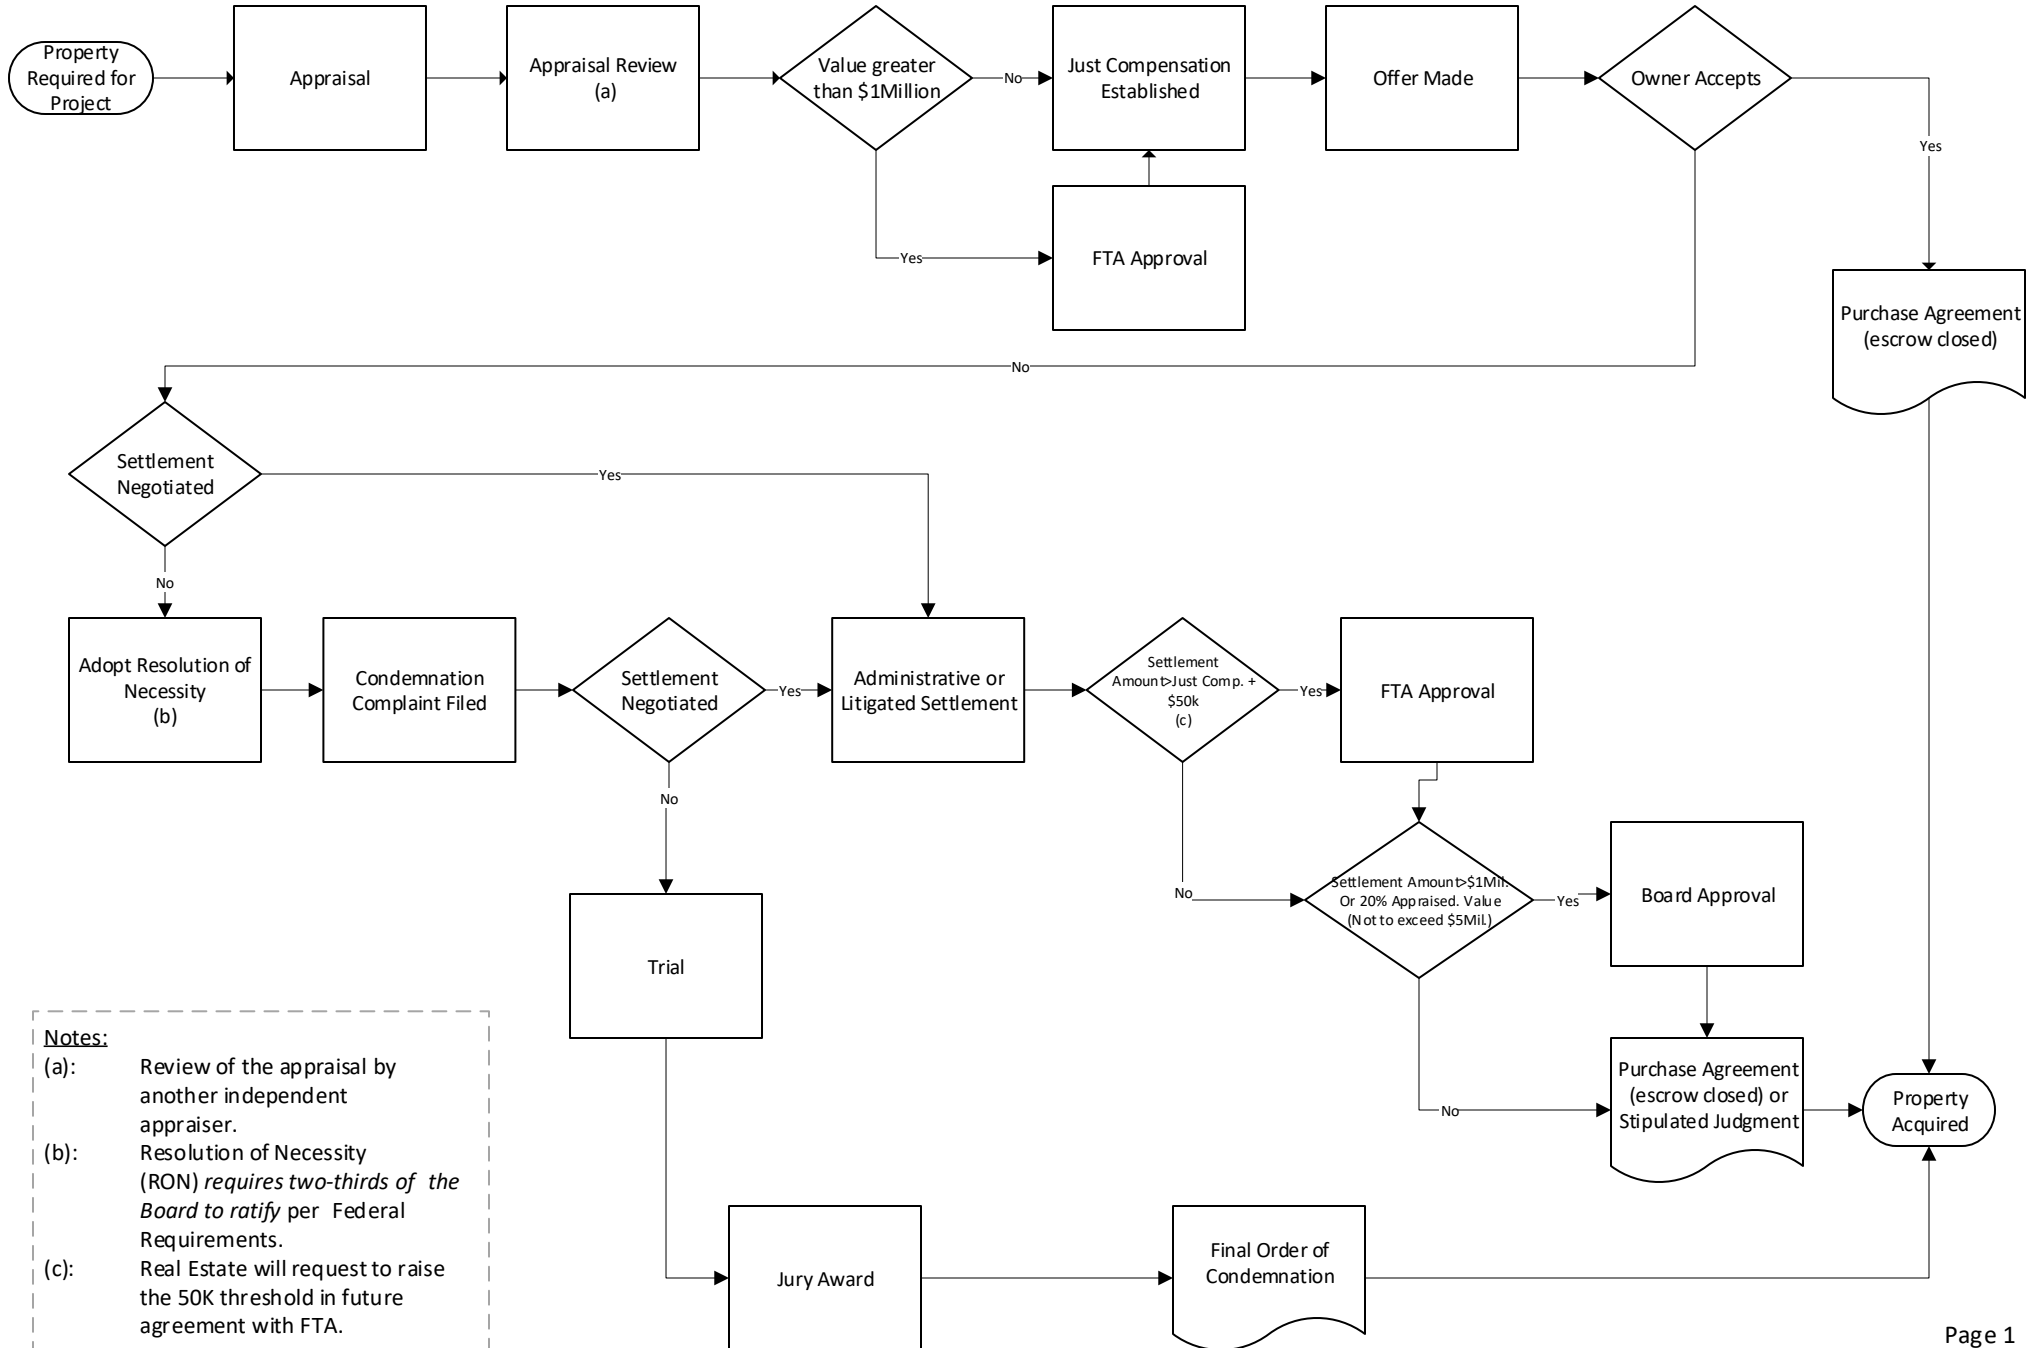 Property
Required for
Project
Appraisal
Appraisal Review
(a)
Value greater
than $1Million
No
Just Compensation
Established
Offer Made
Owner Accepts
Yes
Yes
FTA Approval
Purchase Agreement
(escrow closed)
No
Settlement
Negotiated
Yes
No
Adopt Resolution of
Necessity
(b)
Condemnation
Complaint Filed
Settlement
Negotiated
Yes
Administrative or
Litigated Settlement
Settlement
Amount>Just Comp. +
$50k
(c)
Yes
FTA Approval
No
No
Settlement Amount>$1Mil.
Or 20% Appraised. Value
(Not to exceed $5Mil.)
Yes
Board Approval
Trial
No
Purchase Agreement
(escrow closed) or
Stipulated Judgment
Property
Acquired
Jury Award
Final Order of
Condemnation
Notes:
(a): Review of the appraisal by
another independent
appraiser.
(b): Resolution of Necessity
(RON) requires two-thirds of the
Board to ratify per Federal
Requirements.
(c): Real Estate will request to raise
the 50K threshold in future
agreement with FTA.
Page 1